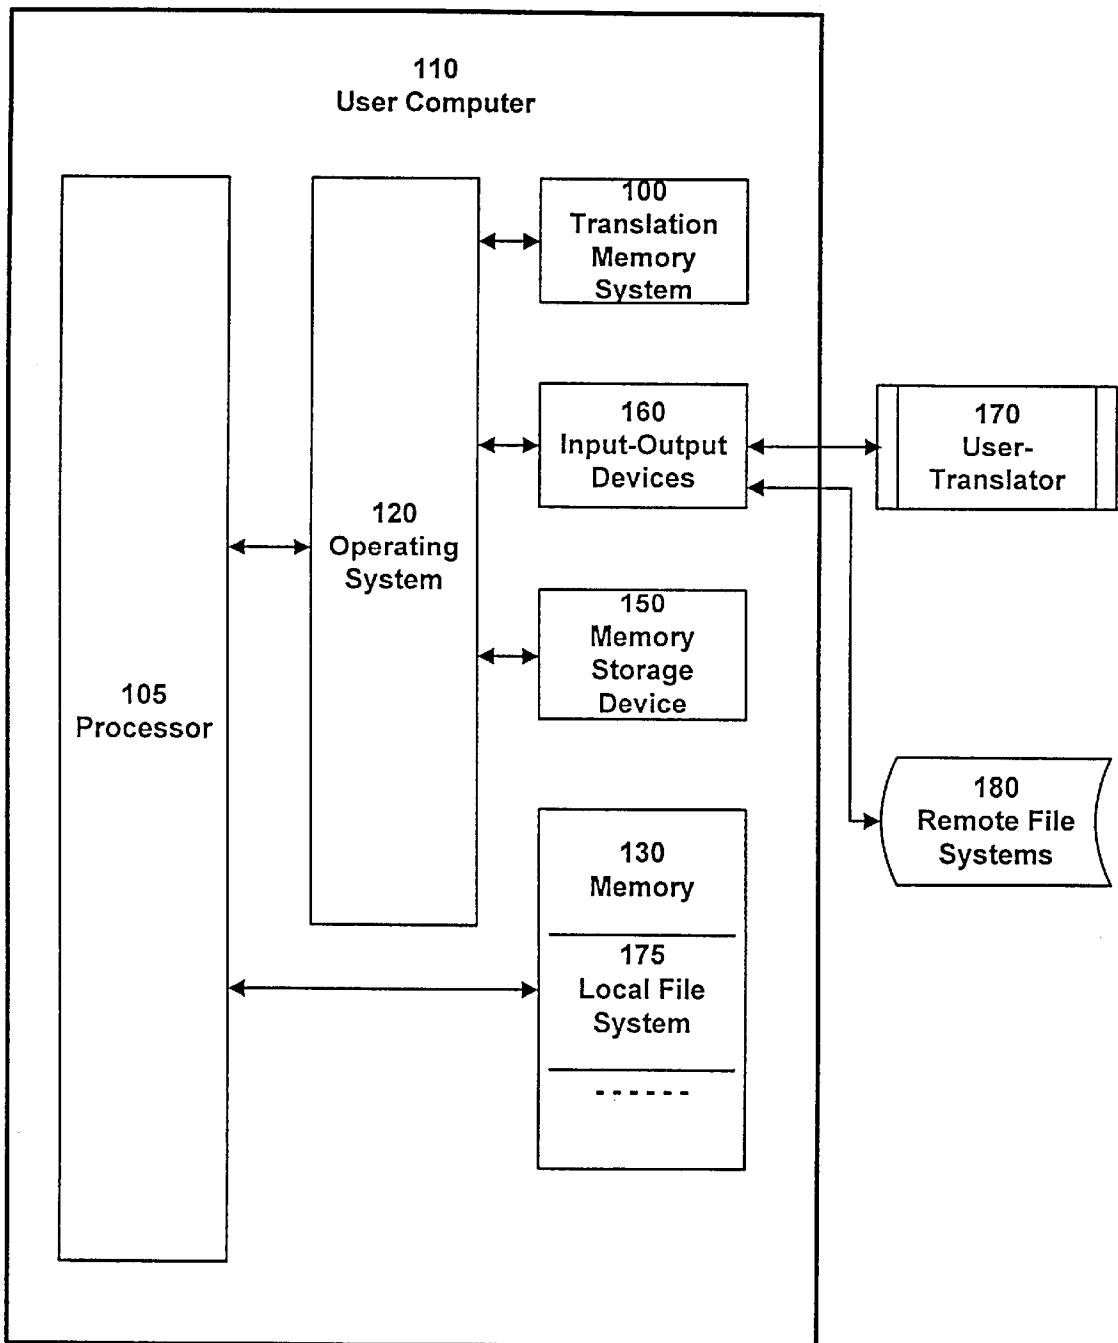 110
User Computer
100
Translation
Memory
System
160
Input-Output
Devices
170
User-
Translator
120
Operating
System
150
Memory
Storage
Device
105
Processor
180
Remote File
Systems
130
Memory
175
Local File
System
------